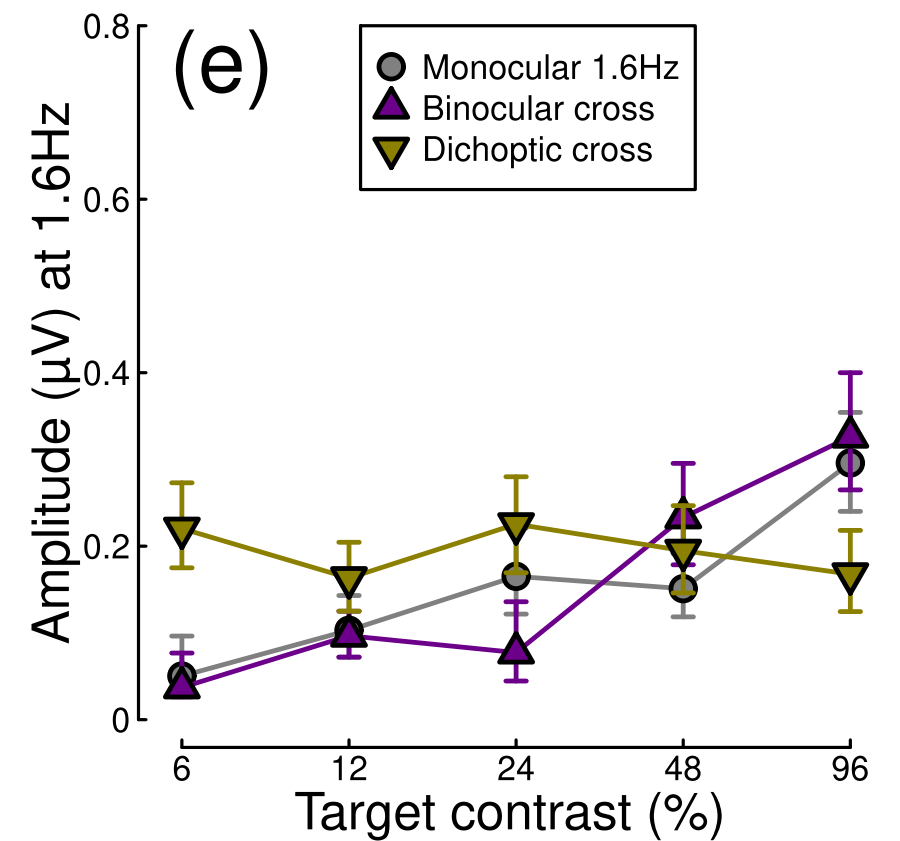 (e)
Monocular 1.6Hz
Binocular cross
Dichoptic cross
Amplitude (µV) at 1.6Hz
0.8
0.6
0.4
0.2
0
6 12 24 48 96
Target contrast (%)